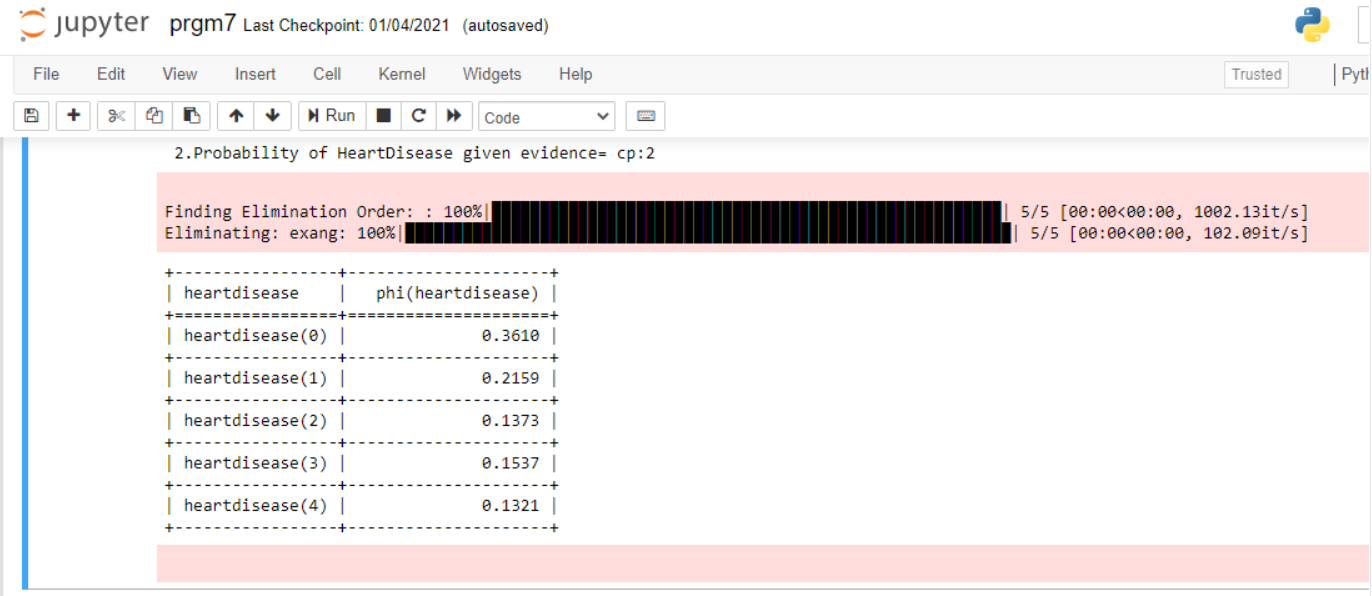 jupyter prgm7 Last Checkpoint: 01/04/2021 (autosaved)
File Edit View Insert Cell Kernel Widgets Help Trusted
Run Code
2.Probability of HeartDisease given evidence= cp:2
Finding Elimination Order: : 100%| | 5/5 [00:00<00:00, 1002.13it/s]
Eliminating: exang: 100%| | 5/5 [00:00<00:00, 102.09it/s]
+-----------------+---------------------+
| heartdisease    |   phi(heartdisease) |
+=================+=====================+
| heartdisease(0) |              0.3610 |
+-----------------+---------------------+
| heartdisease(1) |              0.2159 |
+-----------------+---------------------+
| heartdisease(2) |              0.1373 |
+-----------------+---------------------+
| heartdisease(3) |              0.1537 |
+-----------------+---------------------+
| heartdisease(4) |              0.1321 |
+-----------------+---------------------+